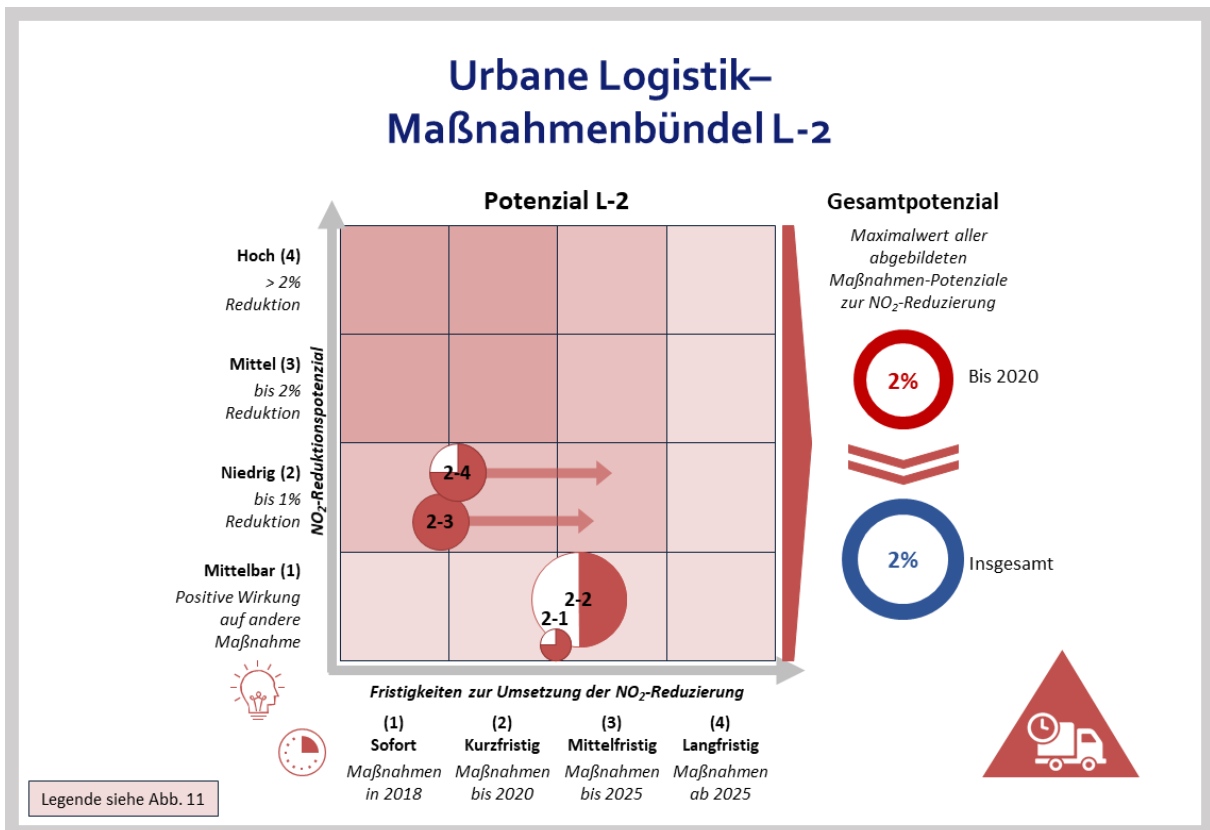 Urbane Logistik–
Maßnahmenbündel L-2
Potenzial L-2
Gesamtpotenzial
Maximalwert aller
abgebildeten
Maßnahmen-Potenziale
zur NO₂-Reduzierung
Hoch (4)
> 2%
Reduktion
Mittel (3)
bis 2%
Reduktion
Niedrig (2)
bis 1%
Reduktion
Mittelbar (1)
Positive Wirkung
auf andere
Maßnahme
NO₂-Reduktionspotenzial
2-4
2-3
2-2
2-1
2%
Bis 2020
2%
Insgesamt
Fristigkeiten zur Umsetzung der NO₂-Reduzierung
(1)
Sofort
Maßnahmen
in 2018
(2)
Kurzfristig
Maßnahmen
bis 2020
(3)
Mittelfristig
Maßnahmen
bis 2025
(4)
Langfristig
Maßnahmen
ab 2025
Legende siehe Abb. 11